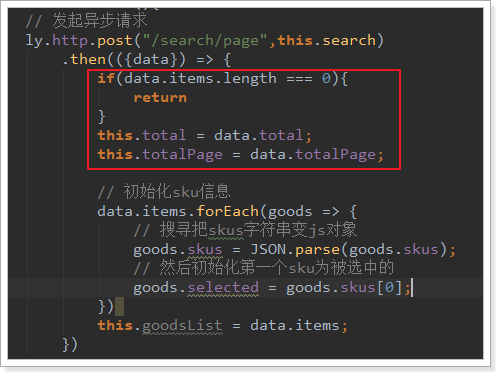 // 发起异步请求
ly.http.post("/search/page",this.search)
.then(({data}) => {
if(data.items.length === 0){
return
}
this.total = data.total;
this.totalPage = data.totalPage;
// 初始化sku信息
data.items.forEach(goods => {
// 搜寻把skus字符串变js对象
goods.skus = JSON.parse(goods.skus);
// 然后初始化第一个sku为被选中的
goods.selected = goods.skus[0];
})
this.goodsList = data.items;
})